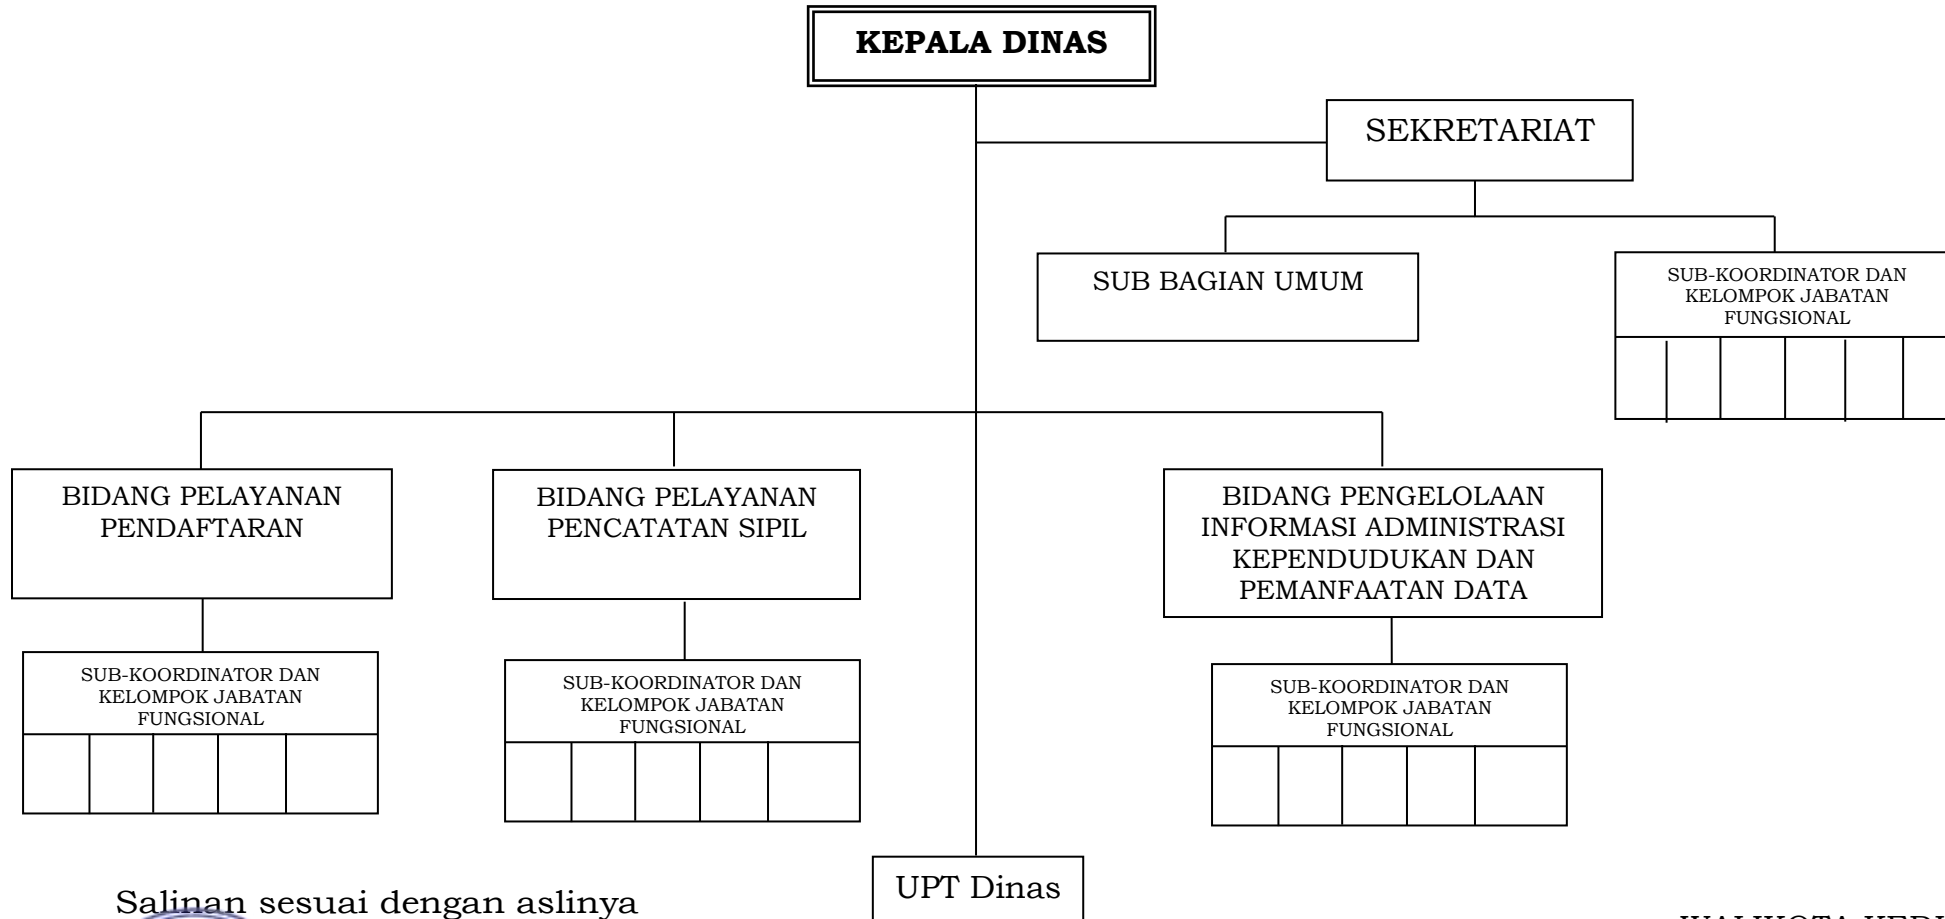 KEPALA DINAS
SEKRETARIAT
SUB BAGIAN UMUM
SUB-KOORDINATOR DAN
KELOMPOK JABATAN
FUNGSIONAL
BIDANG PELAYANAN
PENDAFTARAN
BIDANG PELAYANAN
PENCATATAN SIPIL
BIDANG PENGELOLAAN
INFORMASI ADMINISTRASI
KEPENDUDUKAN DAN
PEMANFAATAN DATA
SUB-KOORDINATOR DAN
KELOMPOK JABATAN
FUNGSIONAL
SUB-KOORDINATOR DAN
KELOMPOK JABATAN
FUNGSIONAL
SUB-KOORDINATOR DAN
KELOMPOK JABATAN
FUNGSIONAL
UPT Dinas
Salinan sesuai dengan aslinya
WALIKOTA